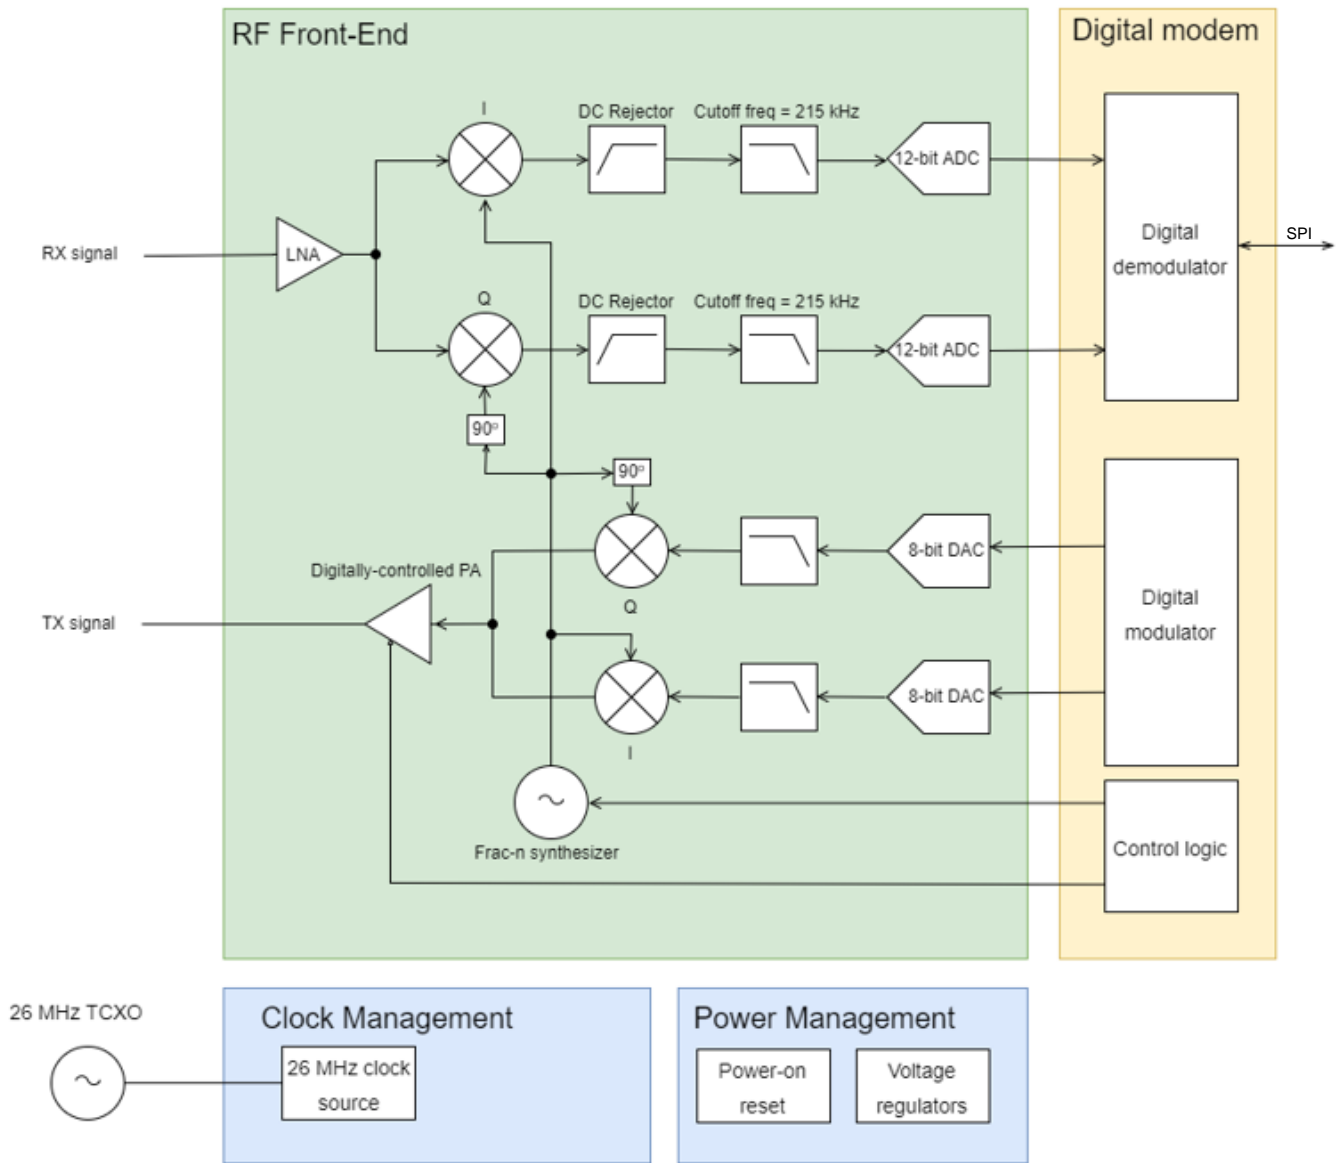 RF Front-End
Digital modem
I
DC Rejector
Cutoff freq = 215 kHz
12-bit ADC
RX signal
LNA
Digital
demodulator
SPI
Q
DC Rejector
Cutoff freq = 215 kHz
12-bit ADC
90°
90°
8-bit DAC
Digitally-controlled PA
Q
TX signal
Digital
modulator
8-bit DAC
I
Frac-n synthesizer
Control logic
26 MHz TCXO
Clock Management
26 MHz clock
source
Power Management
Power-on
reset
Voltage
regulators